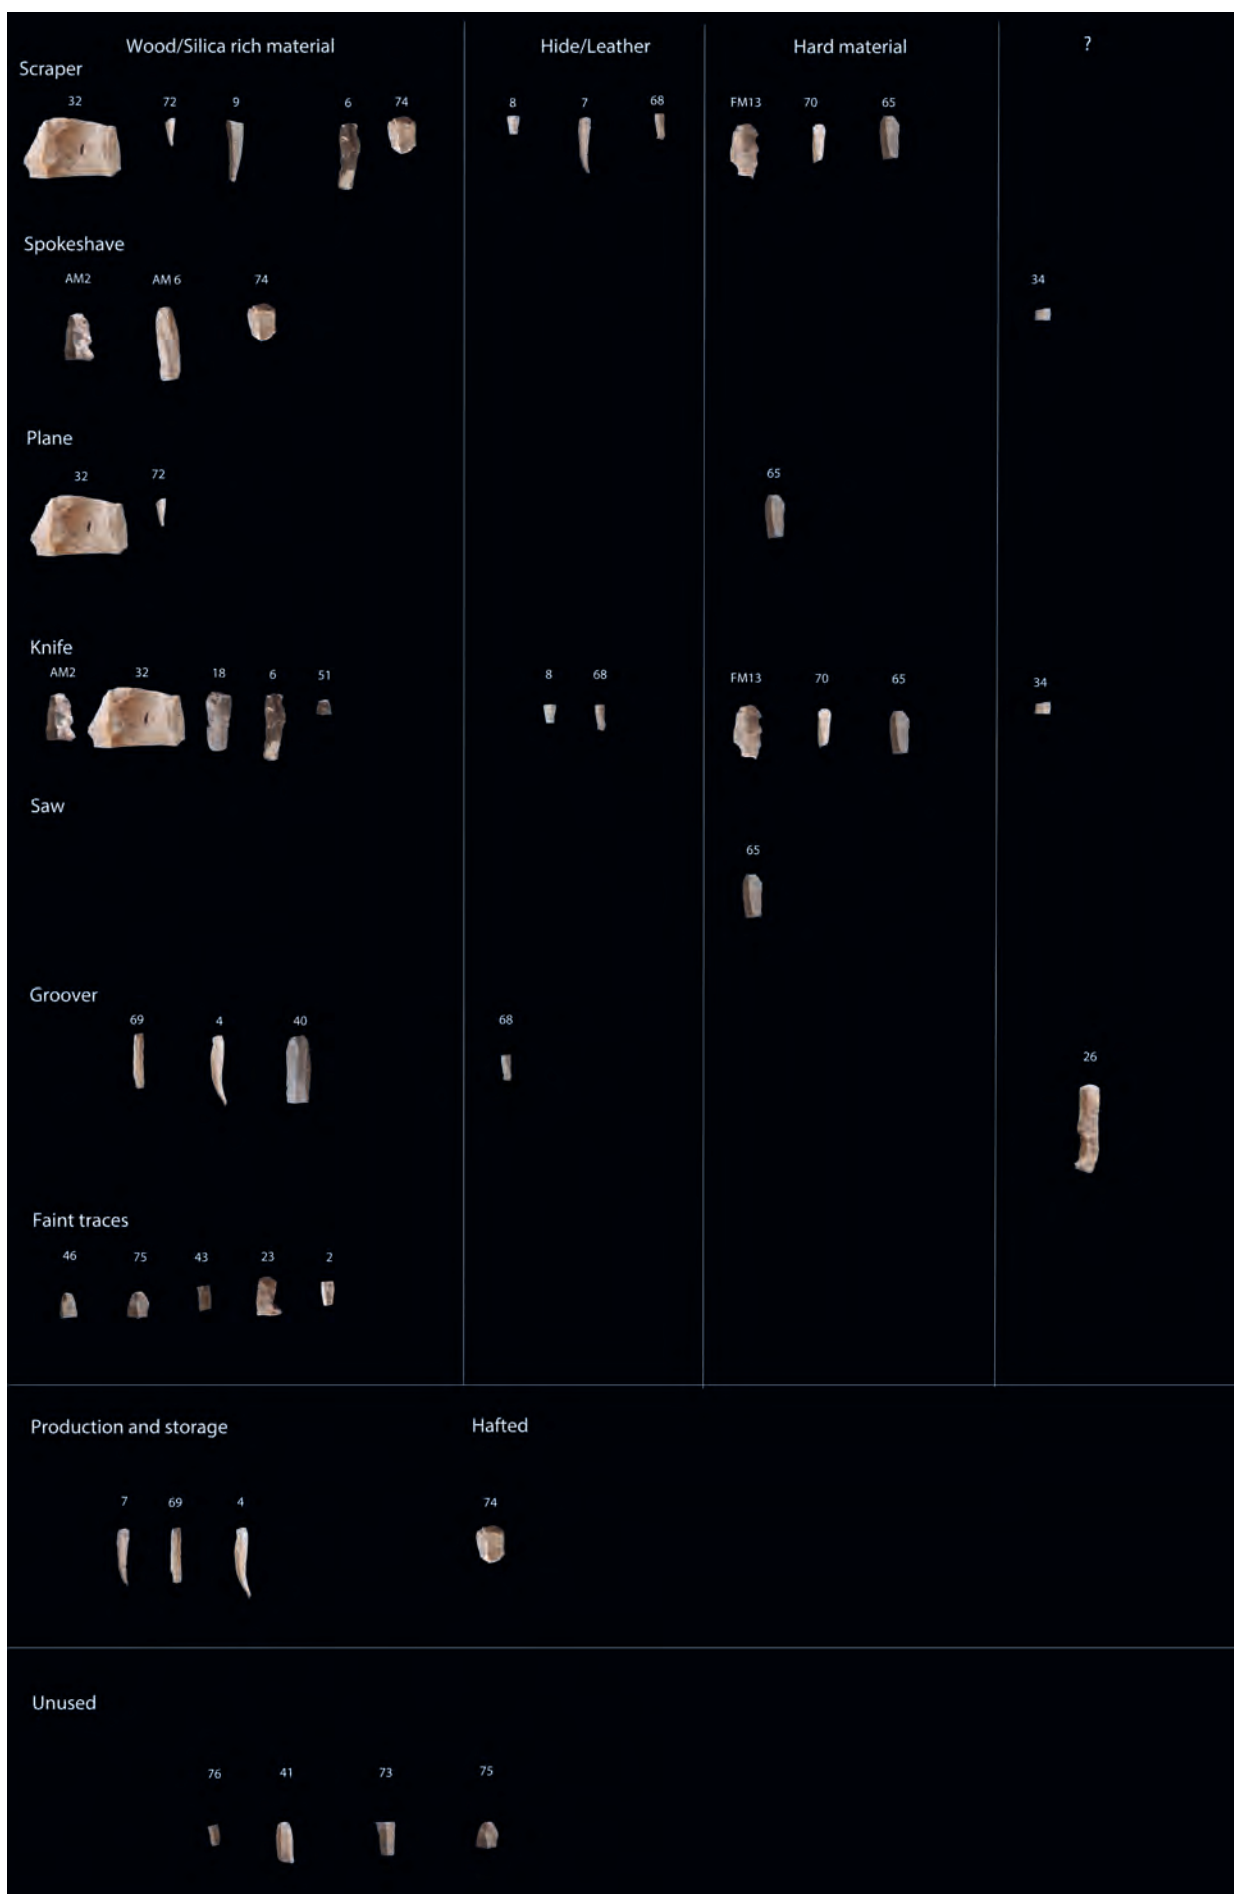 Wood/Silica rich material Hide/Leather Hard material ?
Scraper
32 72 9 6 74 8 7 68 FM13 70 65
Spokeshave
AM2 AM 6 74 34
Plane
32 72 65
Knife
AM2 32 18 6 51 8 68 FM13 70 65 34
Saw
65
Groover
69 4 40 68 26
Faint traces
46 75 43 23 2
Production and storage Hafted
7 69 4 74
Unused
76 41 73 75